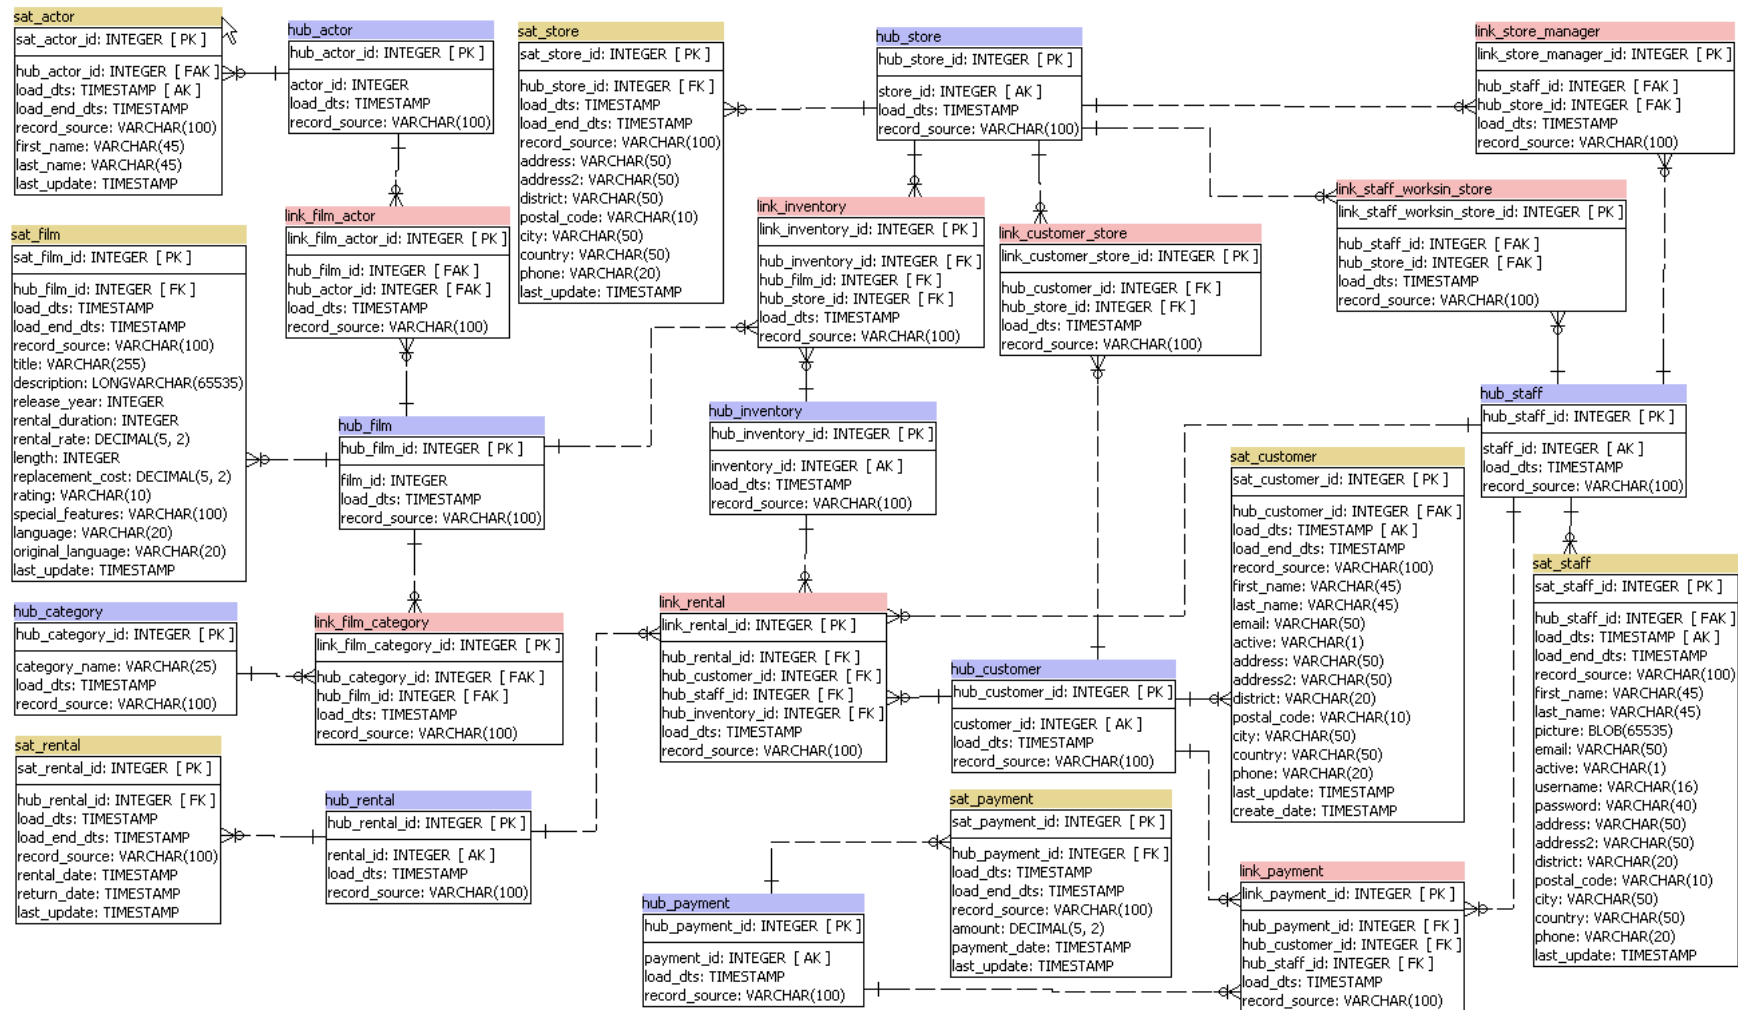 sat_actor
sat_actor_id: INTEGER [ PK ]
hub_actor_id: INTEGER [ FAK ]
load_dts: TIMESTAMP [ AK ]
load_end_dts: TIMESTAMP
record_source: VARCHAR(100)
first_name: VARCHAR(45)
last_name: VARCHAR(45)
last_update: TIMESTAMP
hub_actor
hub_actor_id: INTEGER [ PK ]
actor_id: INTEGER
load_dts: TIMESTAMP
record_source: VARCHAR(100)
sat_store
sat_store_id: INTEGER [ PK ]
hub_store_id: INTEGER [ FK ]
load_dts: TIMESTAMP
load_end_dts: TIMESTAMP
record_source: VARCHAR(100)
address: VARCHAR(50)
address2: VARCHAR(50)
district: VARCHAR(50)
postal_code: VARCHAR(10)
city: VARCHAR(50)
country: VARCHAR(50)
phone: VARCHAR(20)
last_update: TIMESTAMP
hub_store
hub_store_id: INTEGER [ PK ]
store_id: INTEGER [ AK ]
load_dts: TIMESTAMP
record_source: VARCHAR(100)
link_store_manager
link_store_manager_id: INTEGER [ PK ]
hub_staff_id: INTEGER [ FAK ]
hub_store_id: INTEGER [ FAK ]
load_dts: TIMESTAMP
record_source: VARCHAR(100)
link_staff_worksin_store
link_staff_worksin_store_id: INTEGER [ PK ]
hub_staff_id: INTEGER [ FAK ]
hub_store_id: INTEGER [ FAK ]
load_dts: TIMESTAMP
record_source: VARCHAR(100)
link_film_actor
link_film_actor_id: INTEGER [ PK ]
hub_film_id: INTEGER [ FAK ]
hub_actor_id: INTEGER [ FAK ]
load_dts: TIMESTAMP
record_source: VARCHAR(100)
link_inventory
link_inventory_id: INTEGER [ PK ]
hub_inventory_id: INTEGER [ FK ]
hub_film_id: INTEGER [ FK ]
hub_store_id: INTEGER [ FK ]
load_dts: TIMESTAMP
record_source: VARCHAR(100)
link_customer_store
link_customer_store_id: INTEGER [ PK ]
hub_customer_id: INTEGER [ FK ]
hub_store_id: INTEGER [ FK ]
load_dts: TIMESTAMP
record_source: VARCHAR(100)
sat_film
sat_film_id: INTEGER [ PK ]
hub_film_id: INTEGER [ FK ]
load_dts: TIMESTAMP
load_end_dts: TIMESTAMP
record_source: VARCHAR(100)
title: VARCHAR(255)
description: LONGVARCHAR(65535)
release_year: INTEGER
rental_duration: INTEGER
rental_rate: DECIMAL(5, 2)
length: INTEGER
replacement_cost: DECIMAL(5, 2)
rating: VARCHAR(10)
special_features: VARCHAR(100)
language: VARCHAR(20)
original_language: VARCHAR(20)
last_update: TIMESTAMP
hub_film
hub_film_id: INTEGER [ PK ]
film_id: INTEGER
load_dts: TIMESTAMP
record_source: VARCHAR(100)
hub_inventory
hub_inventory_id: INTEGER [ PK ]
inventory_id: INTEGER [ AK ]
load_dts: TIMESTAMP
record_source: VARCHAR(100)
hub_staff
hub_staff_id: INTEGER [ PK ]
staff_id: INTEGER [ AK ]
load_dts: TIMESTAMP
record_source: VARCHAR(100)
sat_customer
sat_customer_id: INTEGER [ PK ]
hub_customer_id: INTEGER [ FAK ]
load_dts: TIMESTAMP [ AK ]
load_end_dts: TIMESTAMP
record_source: VARCHAR(100)
first_name: VARCHAR(45)
last_name: VARCHAR(45)
email: VARCHAR(50)
active: VARCHAR(1)
address: VARCHAR(50)
address2: VARCHAR(50)
district: VARCHAR(20)
postal_code: VARCHAR(10)
city: VARCHAR(50)
country: VARCHAR(50)
phone: VARCHAR(20)
last_update: TIMESTAMP
create_date: TIMESTAMP
sat_staff
sat_staff_id: INTEGER [ PK ]
hub_staff_id: INTEGER [ FAK ]
load_dts: TIMESTAMP [ AK ]
load_end_dts: TIMESTAMP
record_source: VARCHAR(100)
first_name: VARCHAR(45)
last_name: VARCHAR(45)
picture: BLOB(65535)
email: VARCHAR(50)
active: VARCHAR(1)
username: VARCHAR(16)
password: VARCHAR(40)
address: VARCHAR(50)
address2: VARCHAR(50)
district: VARCHAR(20)
postal_code: VARCHAR(10)
city: VARCHAR(50)
country: VARCHAR(50)
phone: VARCHAR(20)
last_update: TIMESTAMP
hub_category
hub_category_id: INTEGER [ PK ]
category_name: VARCHAR(25)
load_dts: TIMESTAMP
record_source: VARCHAR(100)
link_film_category
link_film_category_id: INTEGER [ PK ]
hub_category_id: INTEGER [ FAK ]
hub_film_id: INTEGER [ FAK ]
load_dts: TIMESTAMP
record_source: VARCHAR(100)
link_rental
link_rental_id: INTEGER [ PK ]
hub_rental_id: INTEGER [ FK ]
hub_customer_id: INTEGER [ FK ]
hub_staff_id: INTEGER [ FK ]
hub_inventory_id: INTEGER [ FK ]
load_dts: TIMESTAMP
record_source: VARCHAR(100)
hub_customer
hub_customer_id: INTEGER [ PK ]
customer_id: INTEGER [ AK ]
load_dts: TIMESTAMP
record_source: VARCHAR(100)
sat_rental
sat_rental_id: INTEGER [ PK ]
hub_rental_id: INTEGER [ FK ]
load_dts: TIMESTAMP
load_end_dts: TIMESTAMP
record_source: VARCHAR(100)
rental_date: TIMESTAMP
return_date: TIMESTAMP
last_update: TIMESTAMP
hub_rental
hub_rental_id: INTEGER [ PK ]
rental_id: INTEGER [ AK ]
load_dts: TIMESTAMP
record_source: VARCHAR(100)
sat_payment
sat_payment_id: INTEGER [ PK ]
hub_payment_id: INTEGER [ FK ]
load_dts: TIMESTAMP
load_end_dts: TIMESTAMP
record_source: VARCHAR(100)
amount: DECIMAL(5, 2)
payment_date: TIMESTAMP
last_update: TIMESTAMP
hub_payment
hub_payment_id: INTEGER [ PK ]
payment_id: INTEGER [ AK ]
load_dts: TIMESTAMP
record_source: VARCHAR(100)
link_payment
link_payment_id: INTEGER [ PK ]
hub_payment_id: INTEGER [ FK ]
hub_customer_id: INTEGER [ FK ]
hub_staff_id: INTEGER [ FK ]
load_dts: TIMESTAMP
record_source: VARCHAR(100)